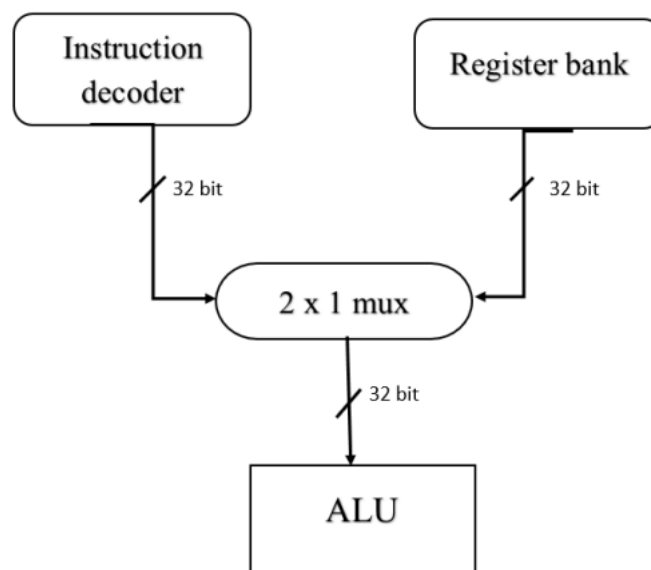 Instruction
decoder
Register bank
32 bit
32 bit
2 x 1 mux
32 bit
ALU